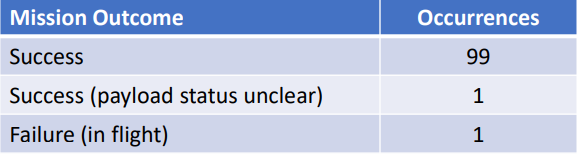 Mission Outcome Occurrences
Success 99
Success (payload status unclear) 1
Failure (in flight) 1